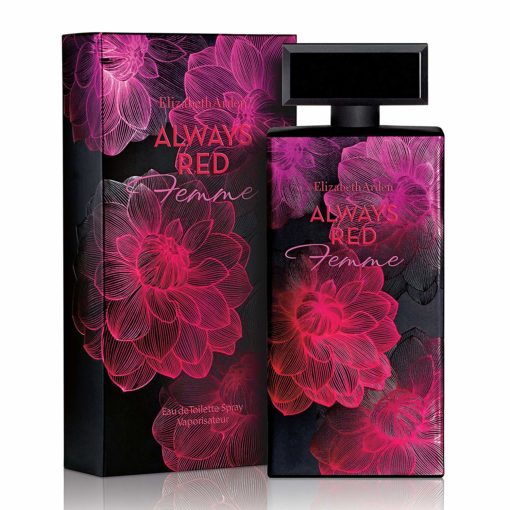 Elizabeth Arden
ALWAYS
RED
Femme
Eau de Toilette Spray
Vaporisateur
Elizabeth Arden
ALWAYS
RED
Femme